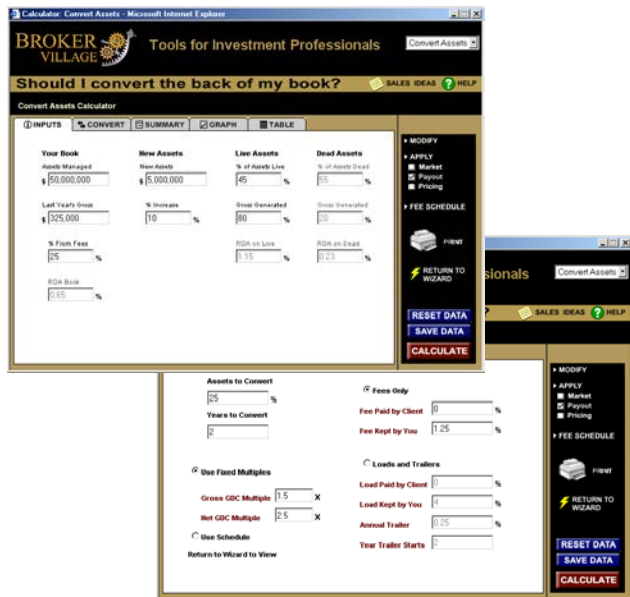 Calculator: Convert Assets - Microsoft Internet Explorer
BROKER VILLAGE
Tools for Investment Professionals
Convert Assets
Should I convert the back of my book?
SALES IDEAS
? HELP
Convert Assets Calculator
INPUTS CONVERT SUMMARY GRAPH TABLE
Your Book New Assets Live Assets Dead Assets
Assets Managed New Assets % of Assets Live % of Assets Dead
$ 50,000,000 $ 5,000,000 45 % 55 %
Last Year's Gross % Increase Gross Generated Gross Generated
$ 325,000 10 % 80 % 20 %
% From Fees ROA on Live ROA on Dead
25 % 1.15 % 0.23 %
ROA Book
0.65 %
MODIFY
APPLY
Market
Payout
Pricing
FEE SCHEDULE
PRINT
RETURN TO
WIZARD
RESET DATA
SAVE DATA
CALCULATE
sionals
Convert Assets
?
SALES IDEAS
? HELP
Assets to Convert
25 %
Years to Convert
2
Use Fixed Multiples
Gross GDC Multiple 1.5 X
Net GDC Multiple 2.5 X
Use Schedule
Return to Wizard to View
Fees Only
Fee Paid by Client 0 %
Fee Kept by You 1.25 %
Loads and Trailers
Load Paid by Client 0 %
Load Kept by You 4 %
Annual Trailer 0.25 %
Year Trailer Starts 2
MODIFY
APPLY
Market
Payout
Pricing
FEE SCHEDULE
PRINT
RETURN TO
WIZARD
RESET DATA
SAVE DATA
CALCULATE